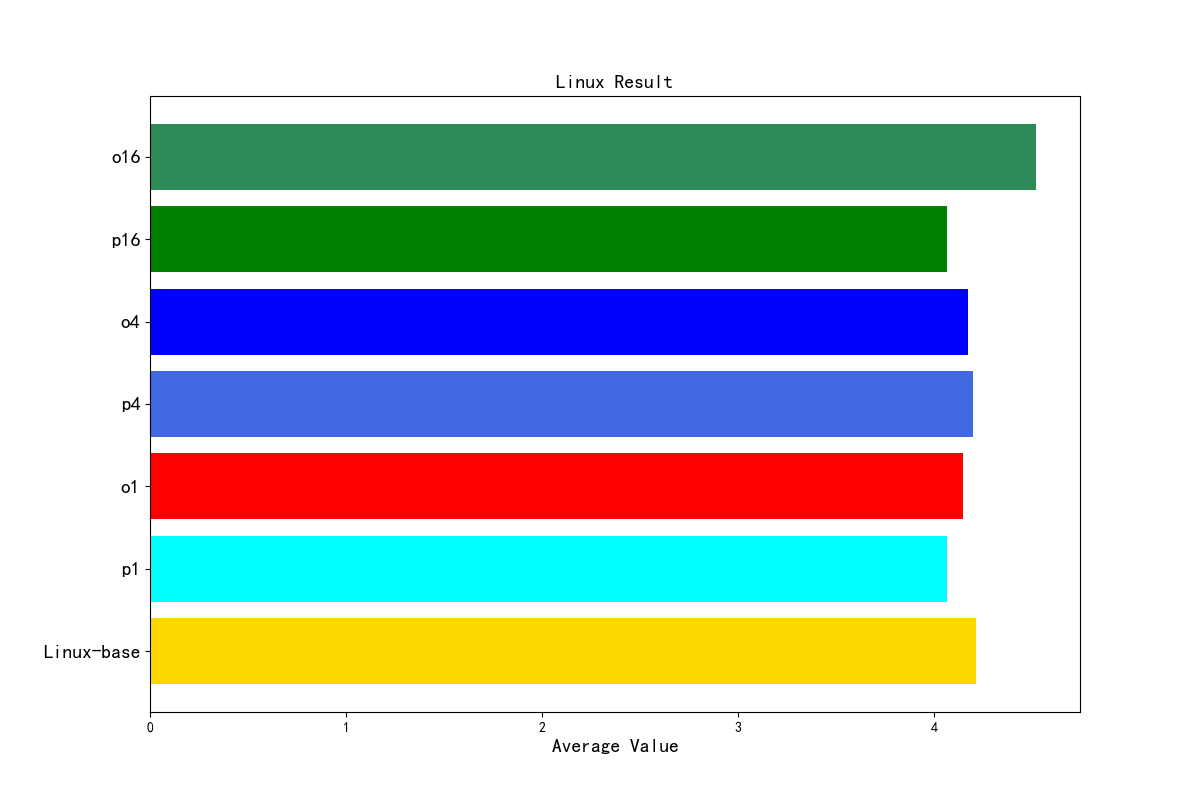 Linux Result
o16
p16
o4
p4
o1
p1
Linux-base
0 1 2 3 4
Average Value